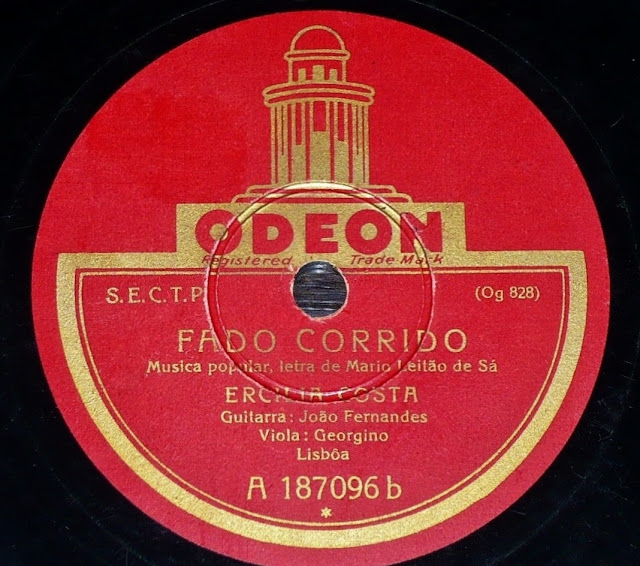 ODEON
Registered Trade Mark
S.E.C.T.P
(Og 828)
FADO CORRIDO
Musica popular, letra de Mario Leitão de Sá
ERCILIA COSTA
Guitarra: João Fernandes
Viola: Georgino
Lisbôa
A 187096 b
*